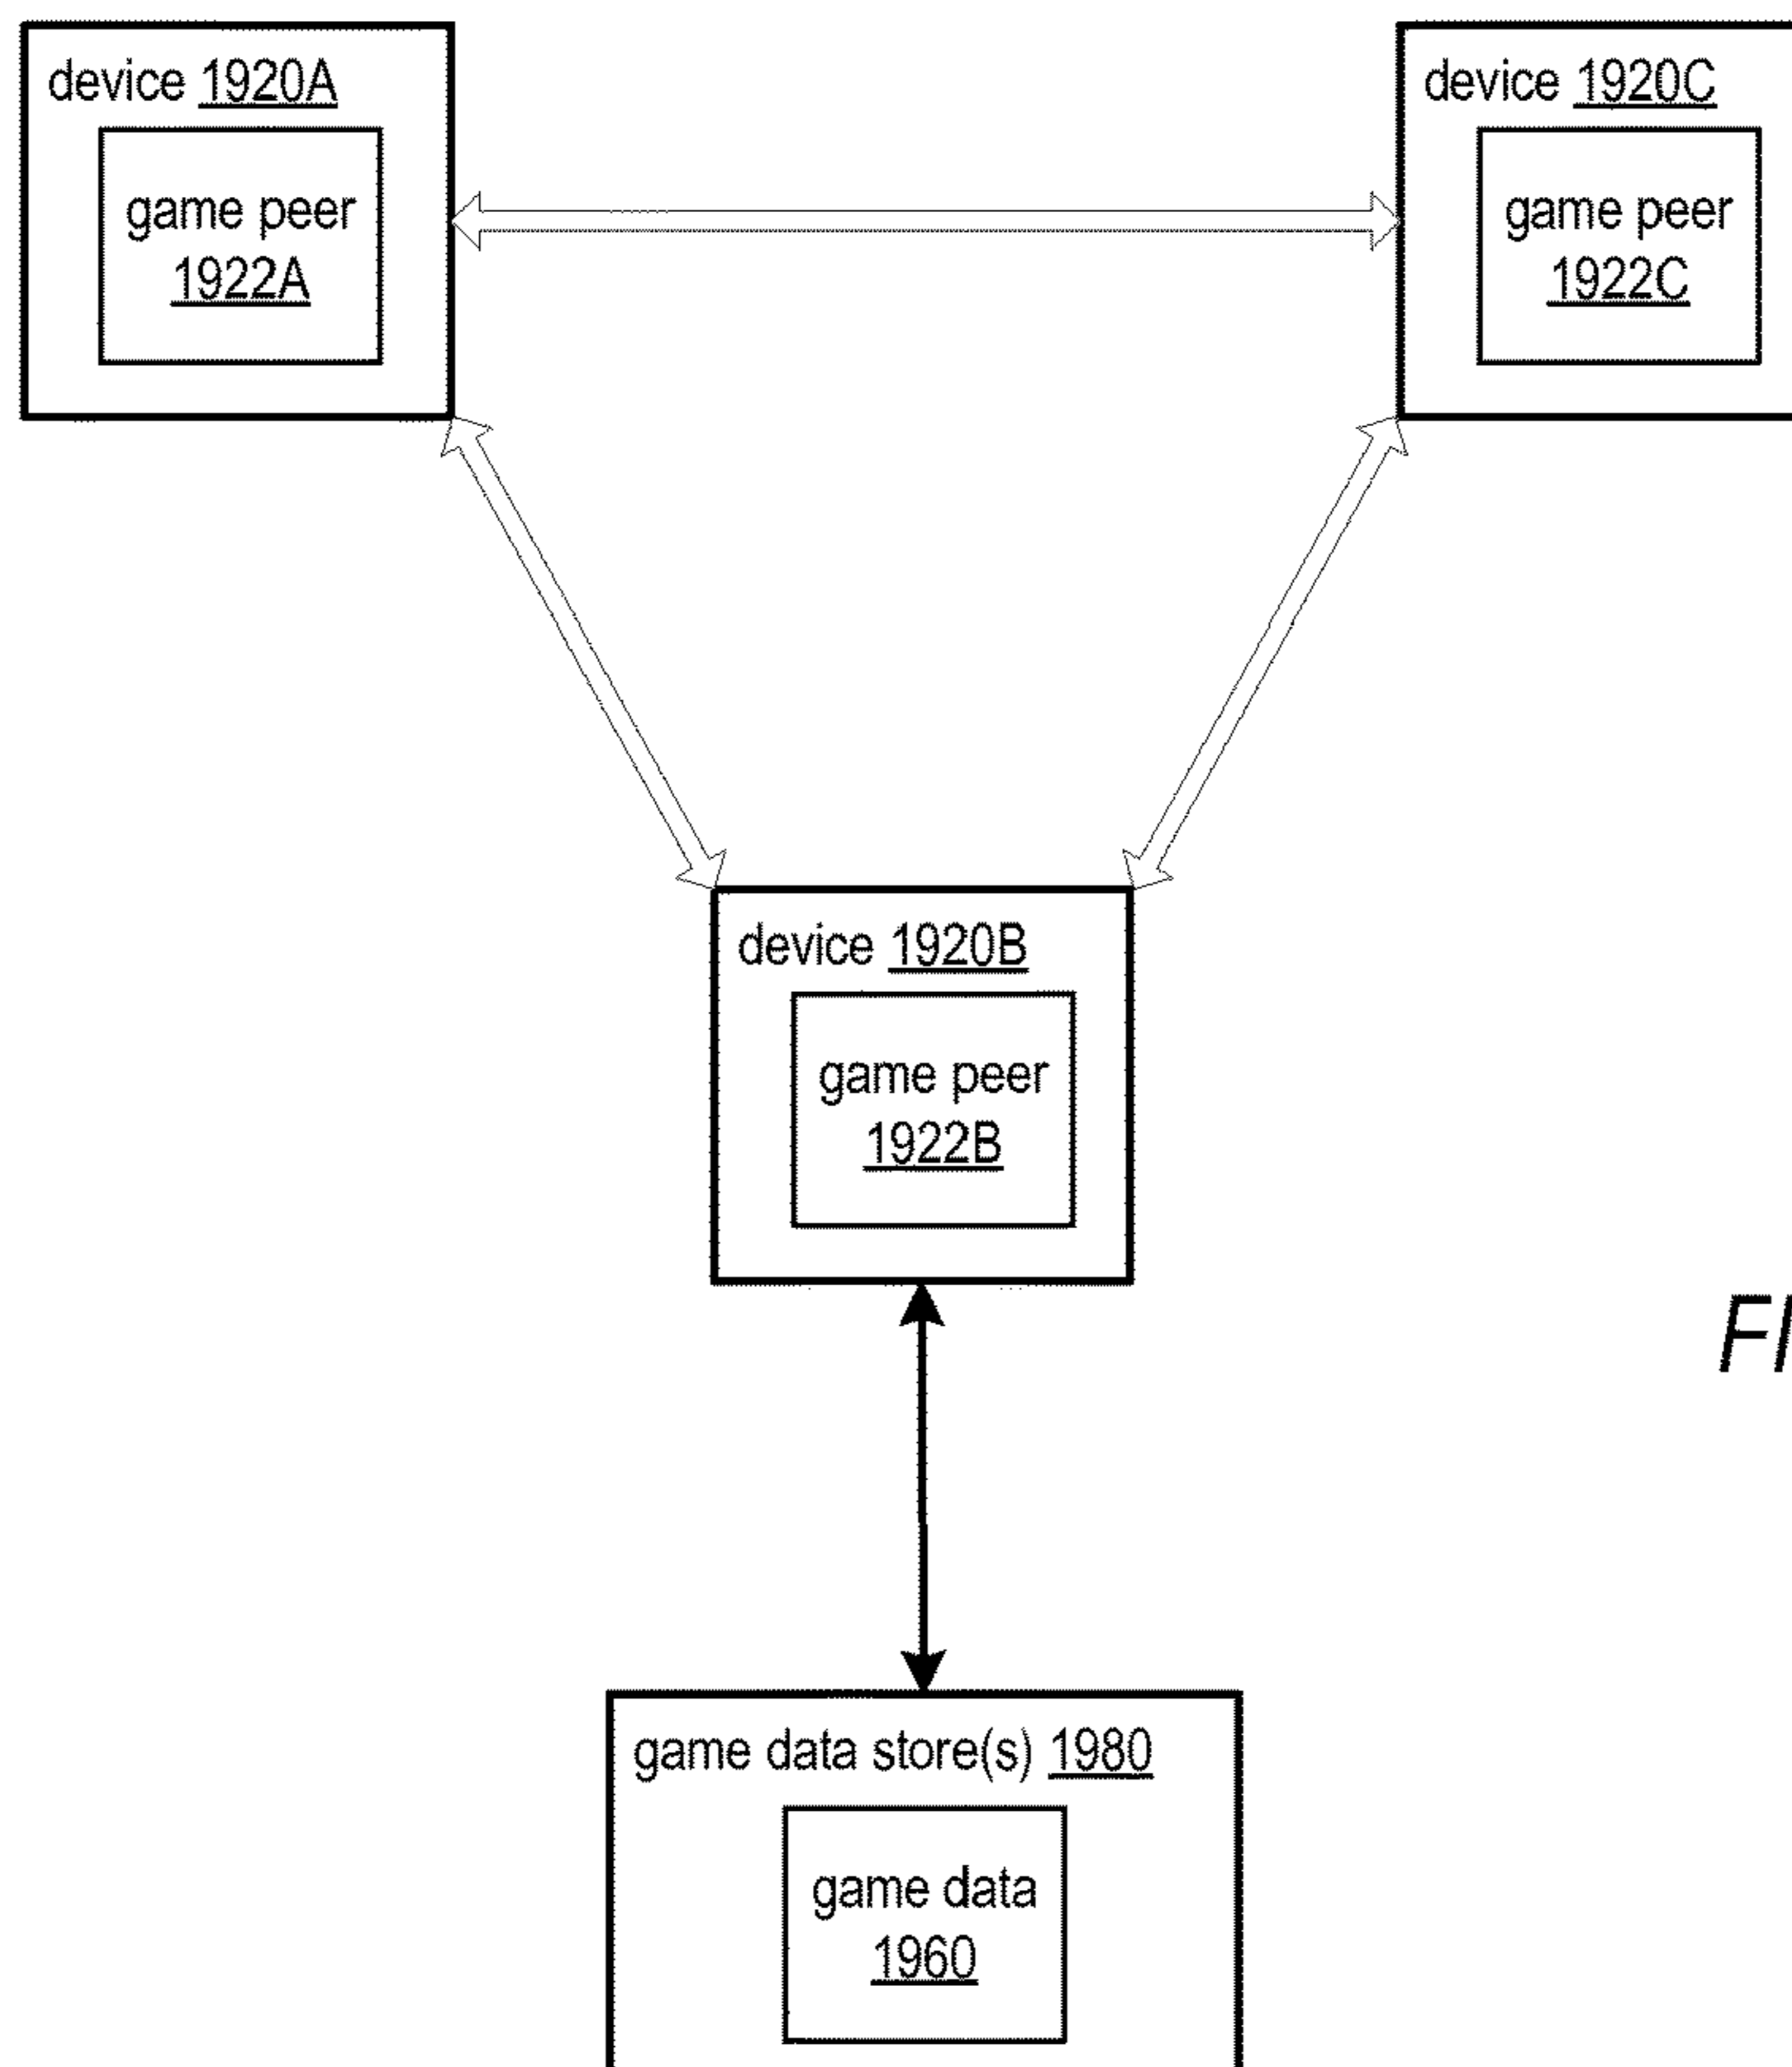 device 1920A
game peer
1922A
device 1920C
game peer
1922C
device 1920B
game peer
1922B
FI
game data store(s) 1980
game data
1960